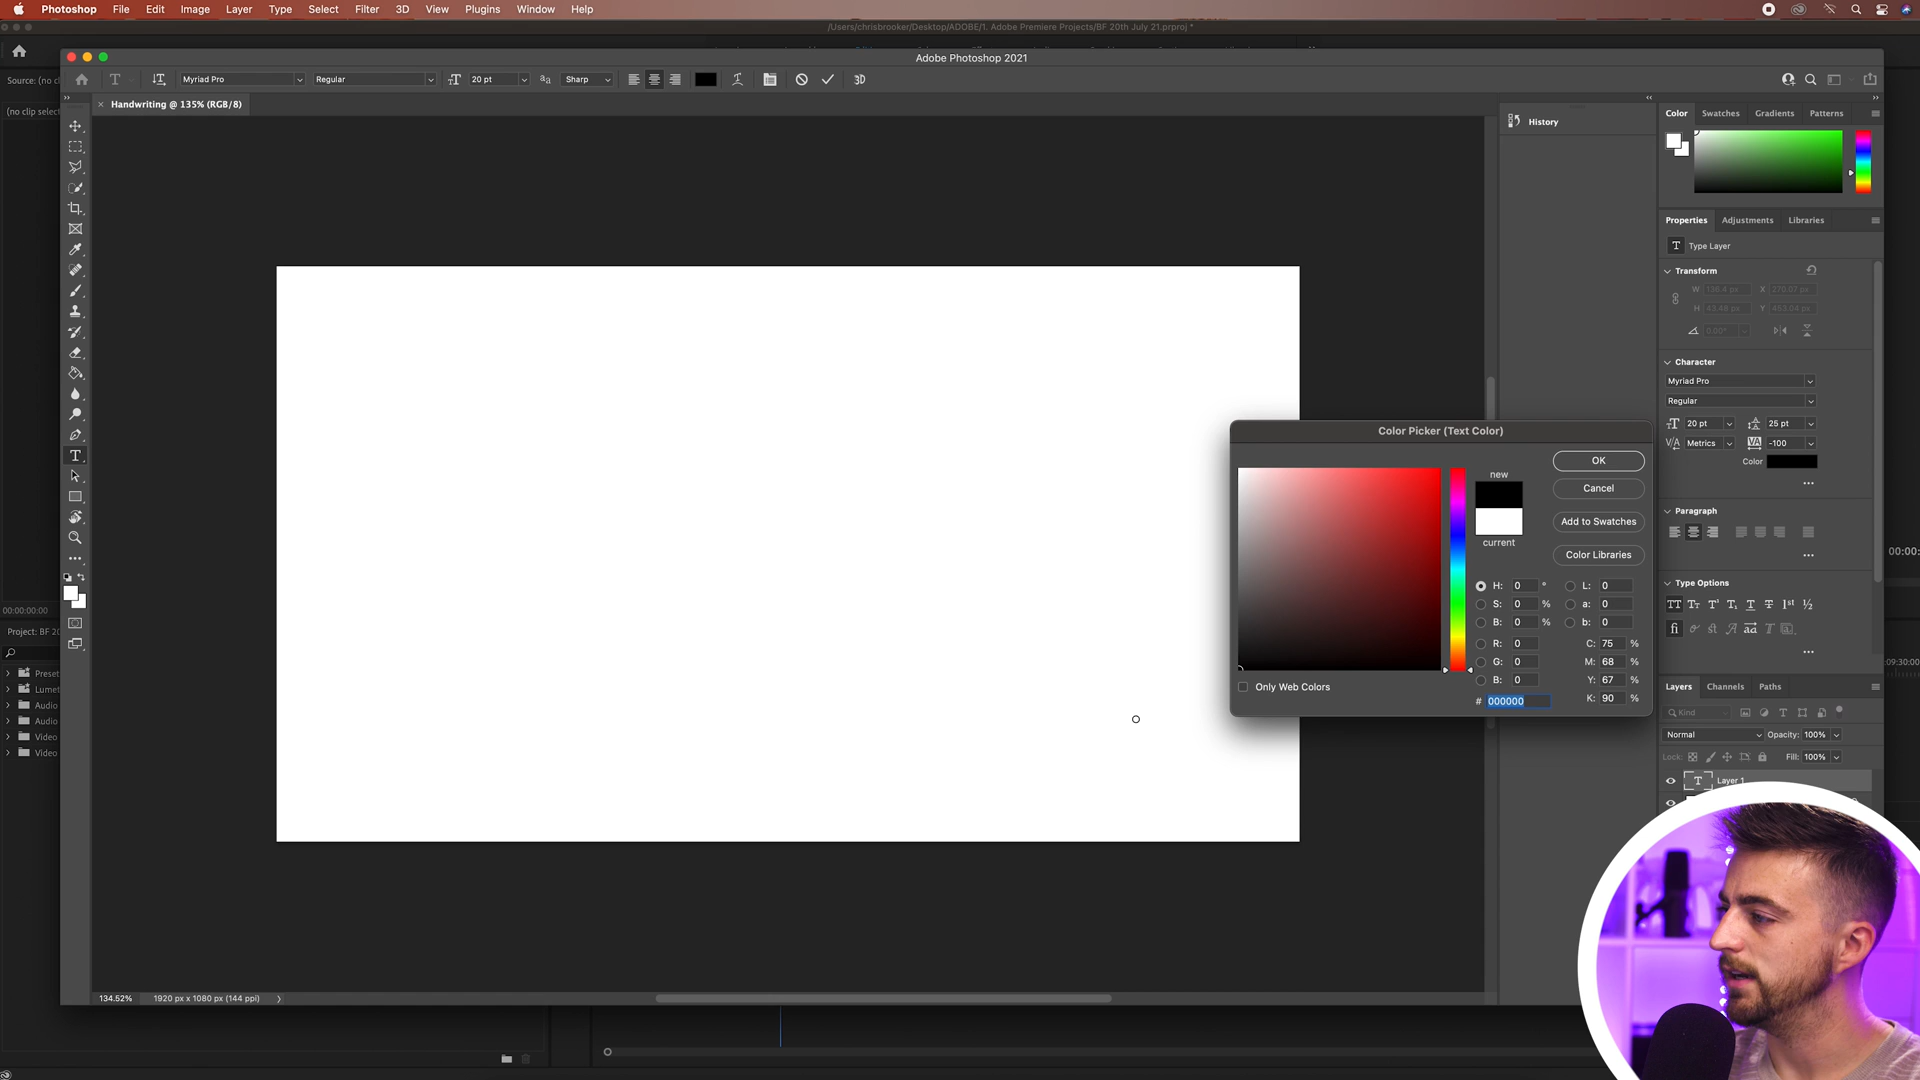 Photoshop File Edit Image Layer Type Select Filter 3D View Plugins Window Help
/Users/chrisbrooker/Desktop/ADOBE/1. Adobe Premiere Projects/BF 20th July 21.prproj *
Adobe Photoshop 2021
Source: (no cl
(no clip selec
Myriad Pro Regular 20 pt Sharp 3D
Handwriting @ 135% (RGB/8)
History
Color Swatches Gradients Patterns
Properties Adjustments Libraries
Type Layer
Transform
W 136.4 px X 270.07 px
H 43.48 px Y 453.04 px
0.00°
Character
Myriad Pro
Regular
20 pt 25 pt
Metrics -100
Color
Paragraph
Type Options
Color Picker (Text Color)
new
current
OK
Cancel
Add to Swatches
Color Libraries
H: 0 ° L: 0
S: 0 % a: 0
B: 0 % b: 0
R: 0 C: 75 %
G: 0 M: 68 %
B: 0 Y: 67 %
# 000000 K: 90 %
Only Web Colors
Layers Channels Paths
Kind
Normal Opacity: 100%
Lock: Fill: 100%
Layer 1
00:00:00:00
Project: BF 20
Preset
Lumet
Audio
Audio
Video
Video
00:00:
:09:30:00
134.52% 1920 px x 1080 px (144 ppi)